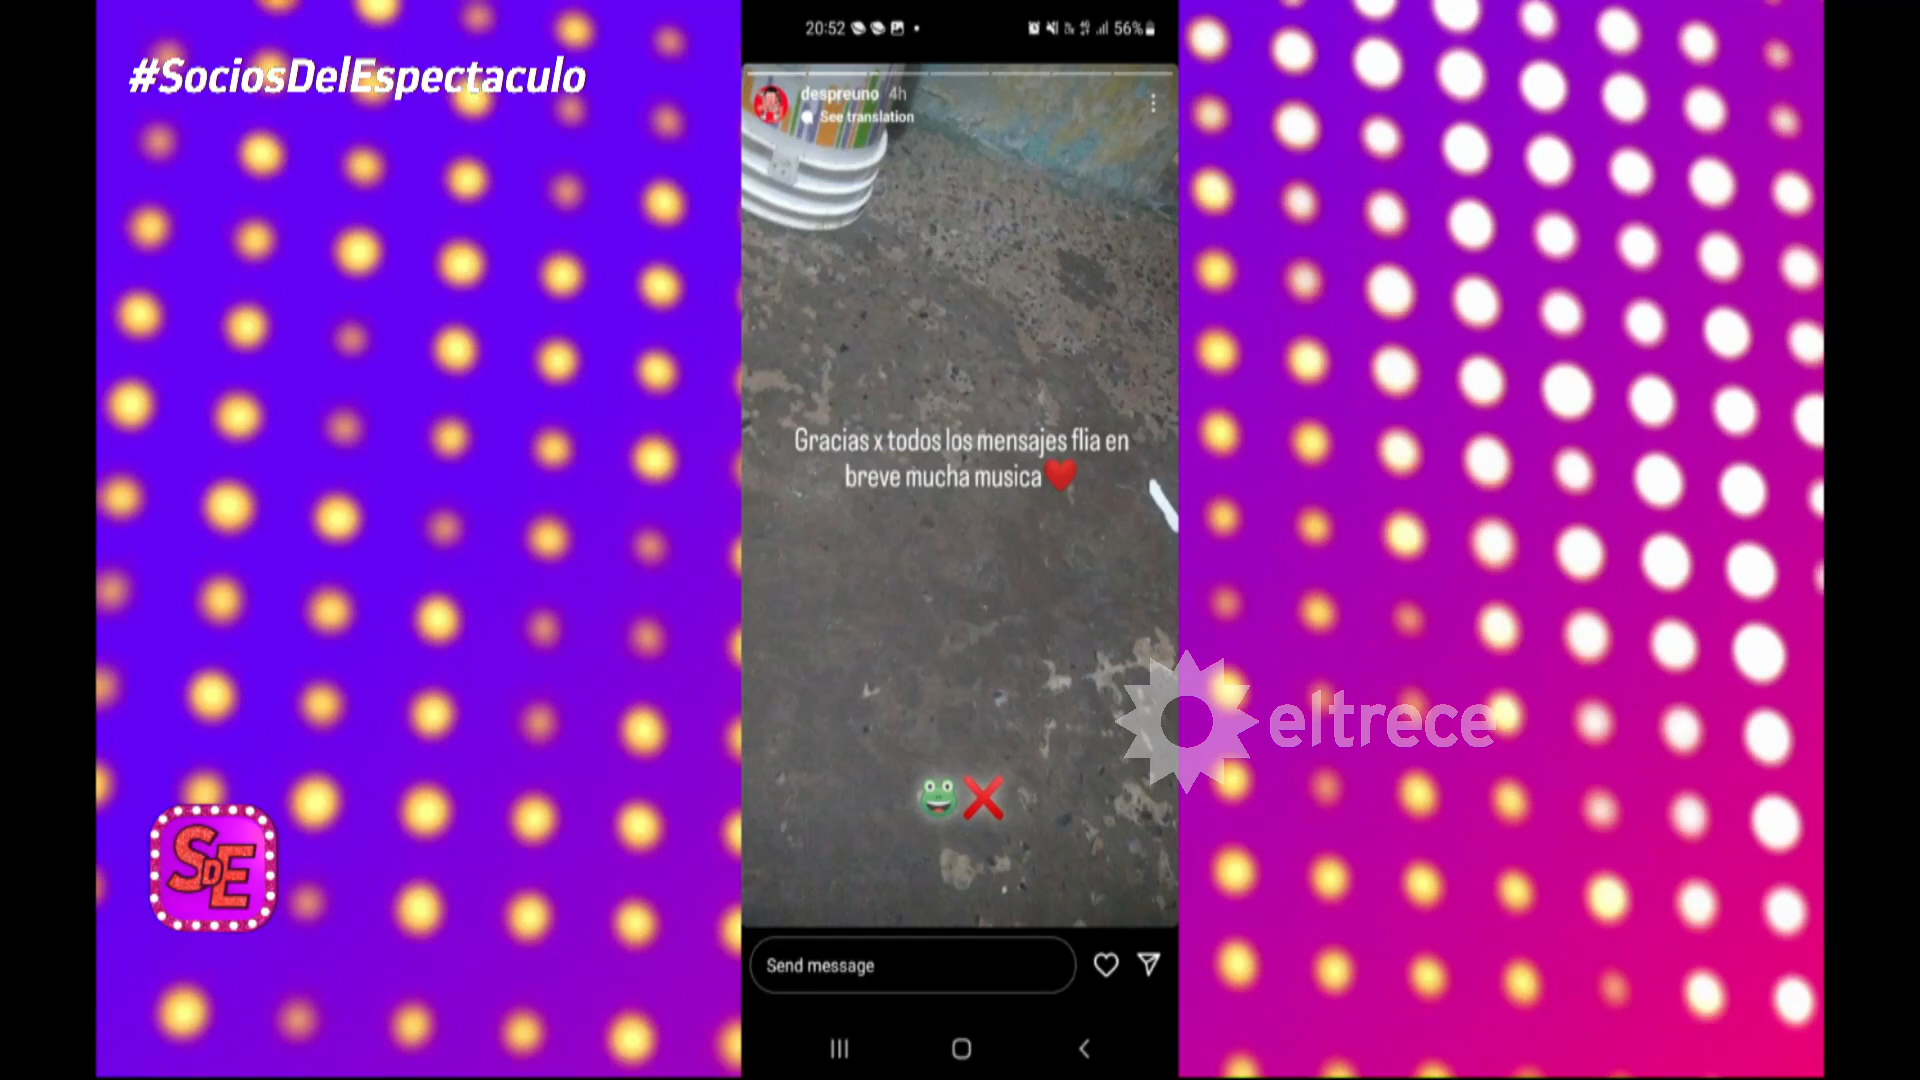 #SociosDelEspectaculo
20:52
56%
despreuno 4h
See translation
Gracias x todos los mensajes flia en
breve mucha musica❤️
🐸❌
eltrece
SDE
Send message